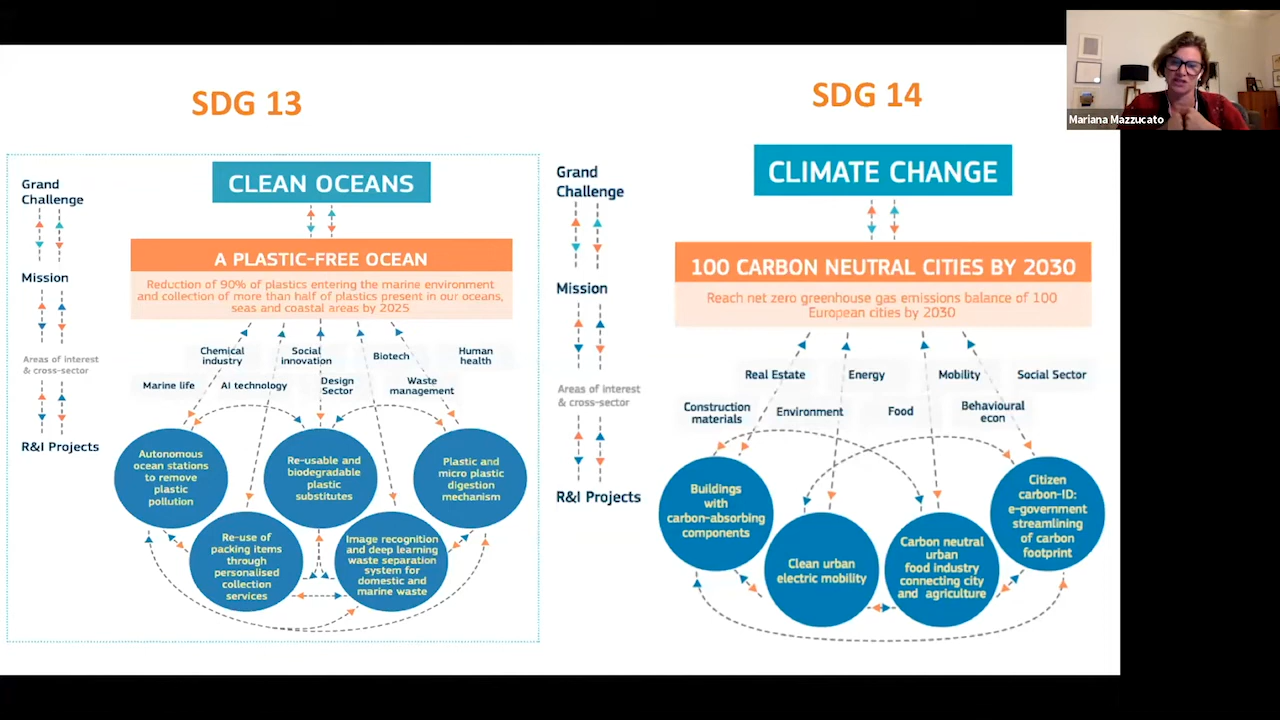 SDG 13
SDG 14
Mariana Mazzucato
Grand
Challenge
Mission
Areas of interest
& cross-sector
R&I Projects
CLEAN OCEANS
A PLASTIC-FREE OCEAN
Reduction of 90% of plastics entering the marine environment
and collection of more than half of plastics present in our oceans,
seas and coastal areas by 2025
Chemical
industry
Social
innovation
Biotech
Human
health
Marine life
AI technology
Design
Sector
Waste
management
Autonomous
ocean stations
to remove
plastic
pollution
Re-usable and
biodegradable
plastic
substitutes
Plastic and
micro plastic
digestion
mechanism
Re-use of
packing items
through
personalised
collection
services
Image recognition
and deep learning
waste separation
system for
domestic and
marine waste
Grand
Challenge
Mission
Areas of interest
& cross-sector
R&I Projects
CLIMATE CHANGE
100 CARBON NEUTRAL CITIES BY 2030
Reach net zero greenhouse gas emissions balance of 100
European cities by 2030
Real Estate
Energy
Mobility
Social Sector
Construction
materials
Environment
Food
Behavioural
econ
Buildings
with
carbon-absorbing
components
Clean urban
electric mobility
Carbon neutral
urban
food industry
connecting city
and agriculture
Citizen
carbon-ID:
e-government
streamlining
of carbon
footprint